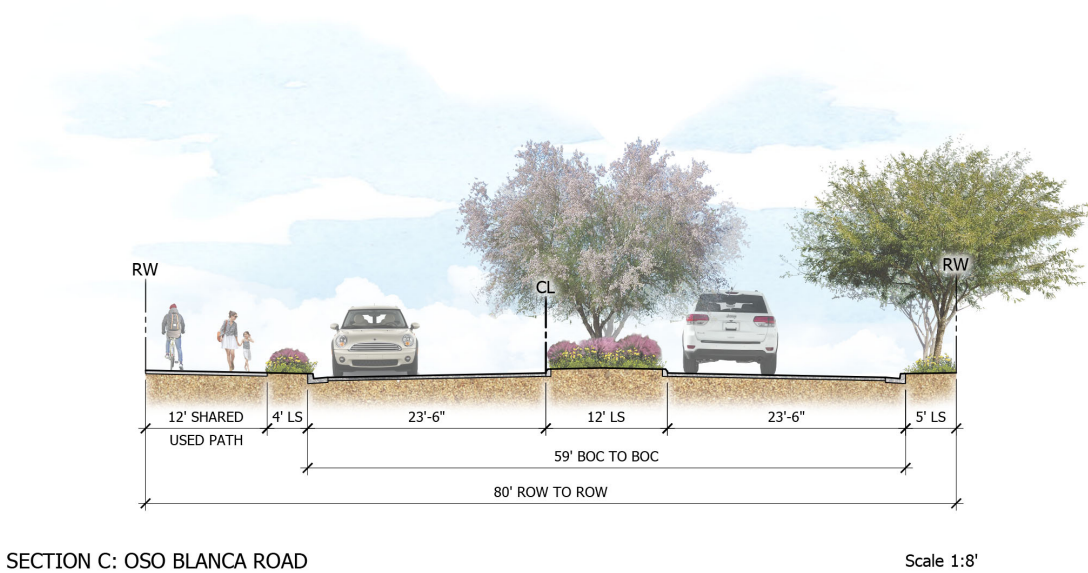 RW
CL
RW
12' SHARED
USED PATH
4' LS
23'-6"
12' LS
23'-6"
5' LS
59' BOC TO BOC
80' ROW TO ROW
SECTION C: OSO BLANCA ROAD
Scale 1:8'